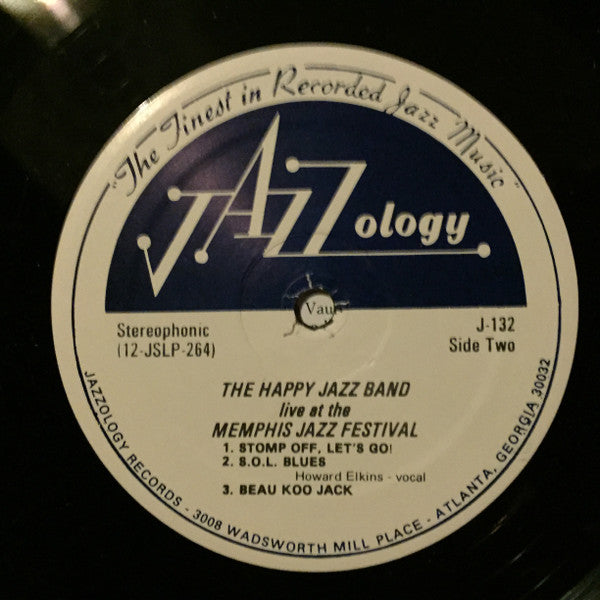 "The Finest in Recorded Jazz Music"
JAZZology
Stereophonic
(12-JSLP-264)
J-132
Side Two
THE HAPPY JAZZ BAND
live at the
MEMPHIS JAZZ FESTIVAL
1. STOMP OFF, LET'S GO!
2. S.O.L. BLUES
Howard Elkins - vocal
3. BEAU KOO JACK
JAZZOLOGY RECORDS - 3008 WADSWORTH MILL PLACE - ATLANTA, GEORGIA 30032